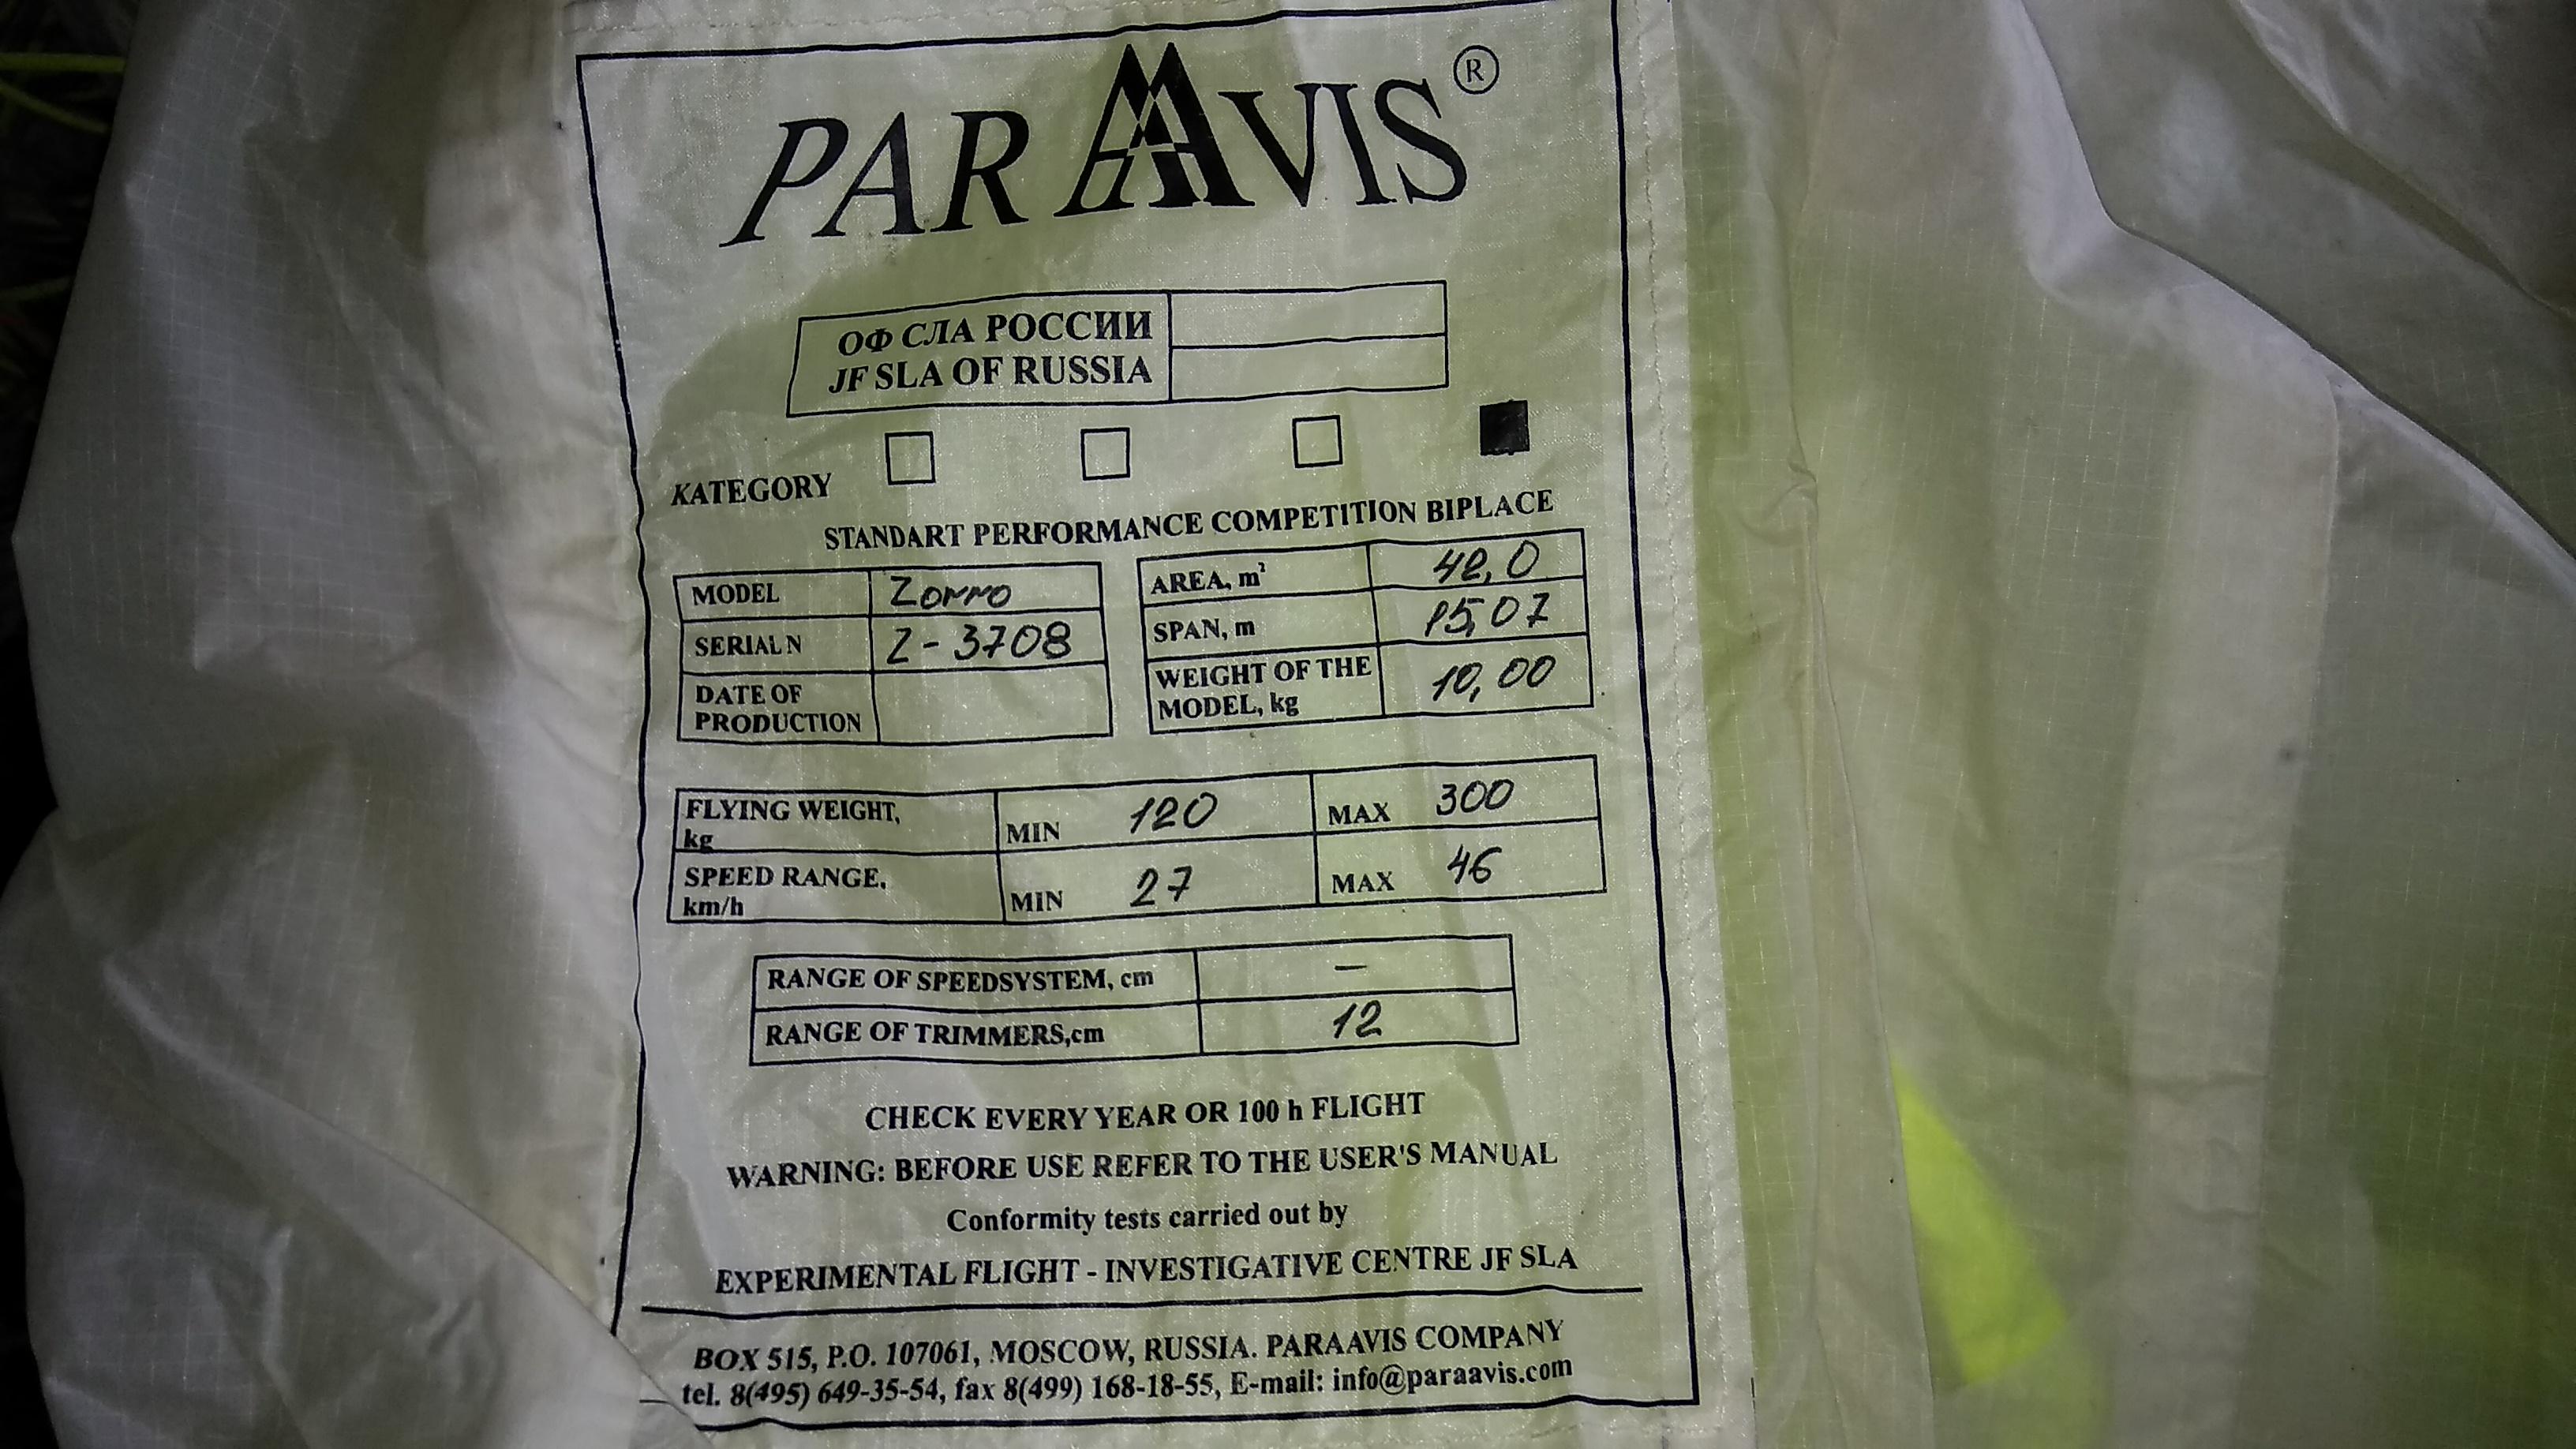 PARAAVIS ®
ОФ СЛА РОССИИ
JF SLA OF RUSSIA
KATEGORY
STANDART PERFORMANCE COMPETITION BIPLACE
MODEL Zorro
SERIAL N Z-3708
DATE OF
PRODUCTION
AREA, m² 42,0
SPAN, m 15,07
WEIGHT OF THE
MODEL, kg 10,00
FLYING WEIGHT,
kg MIN 120 MAX 300
SPEED RANGE,
km/h MIN 27 MAX 46
RANGE OF SPEEDSYSTEM, cm —
RANGE OF TRIMMERS,cm 12
CHECK EVERY YEAR OR 100 h FLIGHT
WARNING: BEFORE USE REFER TO THE USER'S MANUAL
Conformity tests carried out by
EXPERIMENTAL FLIGHT - INVESTIGATIVE CENTRE JF SLA
BOX 515, P.O. 107061, MOSCOW, RUSSIA. PARAAVIS COMPANY
tel. 8(495) 649-35-54, fax 8(499) 168-18-55, E-mail: info@paraavis.com